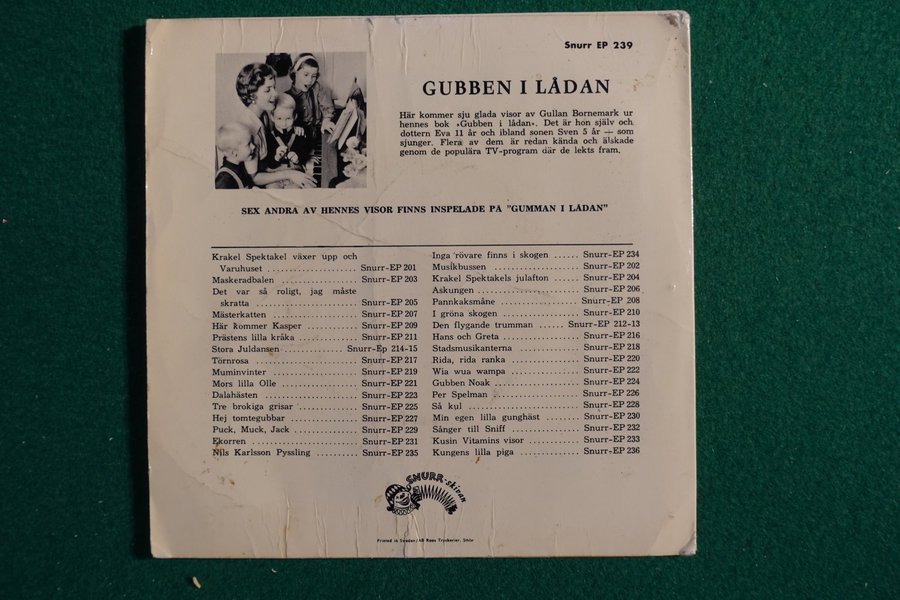 Snurr EP 239
GUBBEN I LÅDAN
Här kommer sju glada visor av Gullan Bornemark ur
hennes bok »Gubben i lådan». Det är hon själv och
dottern Eva 11 år och ibland sonen Sven 5 år — som
sjunger. Flera av dem är redan kända och älskade
genom de populära TV-program där de lekts fram.
SEX ANDRA AV HENNES VISOR FINNS INSPELADE PÅ "GUMMAN I LÅDAN"
Krakel Spektakel växer upp och
Varuhuset .................... Snurr-EP 201
Maskeradbalen ................. Snurr-EP 203
Det var så roligt, jag måste
skratta ....................... Snurr-EP 205
Mästerkatten .................. Snurr-EP 207
Här kommer Kasper ........... Snurr-EP 209
Prästens lilla kråka ............ Snurr-EP 211
Stora Juldansen ............. Snurr-Ep 214-15
Törnrosa ...................... Snurr-EP 217
Muminvinter .................. Snurr-EP 219
Mors lilla Olle ................. Snurr-EP 221
Dalahästen .................... Snurr-EP 223
Tre brokiga grisar ............. Snurr-EP 225
Hej tomtegubbar ............... Snurr-EP 227
Puck, Muck, Jack .............. Snurr-EP 229
Ekorren ....................... Snurr-EP 231
Nils Karlsson Pyssling ......... Snurr-EP 235
Inga rövare finns i skogen ...... Snurr-EP 234
Musikbussen ................... Snurr-EP 202
Krakel Spektakels julafton ...... Snurr-EP 204
Askungen ...................... Snurr-EP 206
Pannkaksmåne ................. Snurr-EP 208
I gröna skogen ................. Snurr-EP 210
Den flygande trumman ...... Snurr-EP 212-13
Hans och Greta ................ Snurr-EP 216
Stadsmusikanterna ............. Snurr-EP 218
Rida, rida ranka ............... Snurr-EP 220
Wia wua wampa ............... Snurr-EP 222
Gubben Noak .................. Snurr-EP 224
Per Spelman ................... Snurr-EP 226
Så kul ......................... Snurr-EP 228
Min egen lilla gunghäst ........ Snurr-EP 230
Sånger till Sniff ................ Snurr-EP 232
Kusin Vitamins visor ........... Snurr-EP 233
Kungens lilla piga ............. Snurr-EP 236
SNURR-skivan
Printed in Sweden/AB Roos Tryckerier, Sthlm